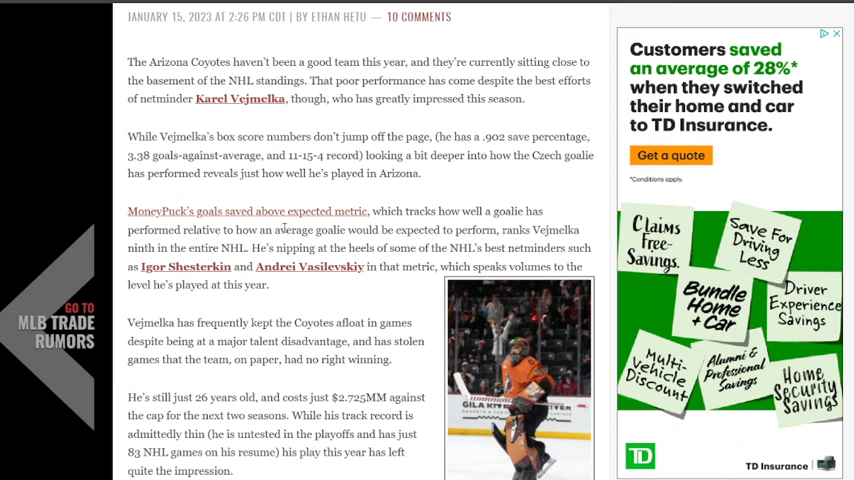 JANUARY 15, 2023 AT 2:26 PM CDT | BY ETHAN HETU — 10 COMMENTS
The Arizona Coyotes haven't been a good team this year, and they're currently sitting close to
the basement of the NHL standings. That poor performance has come despite the best efforts
of netminder Karel Vejmelka, though, who has greatly impressed this season.
While Vejmelka's box score numbers don't jump off the page, (he has a .902 save percentage,
3.38 goals-against-average, and 11-15-4 record) looking a bit deeper into how the Czech goalie
has performed reveals just how well he's played in Arizona.
MoneyPuck's goals saved above expected metric, which tracks how well a goalie has
performed relative to how an average goalie would be expected to perform, ranks Vejmelka
ninth in the entire NHL. He's nipping at the heels of some of the NHL's best netminders such
as Igor Shesterkin and Andrei Vasilevskiy in that metric, which speaks volumes to the
level he's played at this year.
Vejmelka has frequently kept the Coyotes afloat in games
despite being at a major talent disadvantage, and has stolen
games that the team, on paper, had no right winning.
He's still just 26 years old, and costs just $2.725MM against
the cap for the next two seasons. While his track record is
admittedly thin (he is untested in the playoffs and has just
83 NHL games on his resume) his play this year has left
quite the impression.
GO TO
MLB TRADE
RUMORS
Customers saved
an average of 28%*
when they switched
their home and car
to TD Insurance.
Get a quote
*Conditions apply.
Claims
Free-
Savings.
Save For
Driving
Less
Bundle
Home
+ Car
Driver
Experience
Savings
Multi-
Vehicle
Discount
Alumni &
Professional
Savings
Home
Security
Savings
TD
TD Insurance